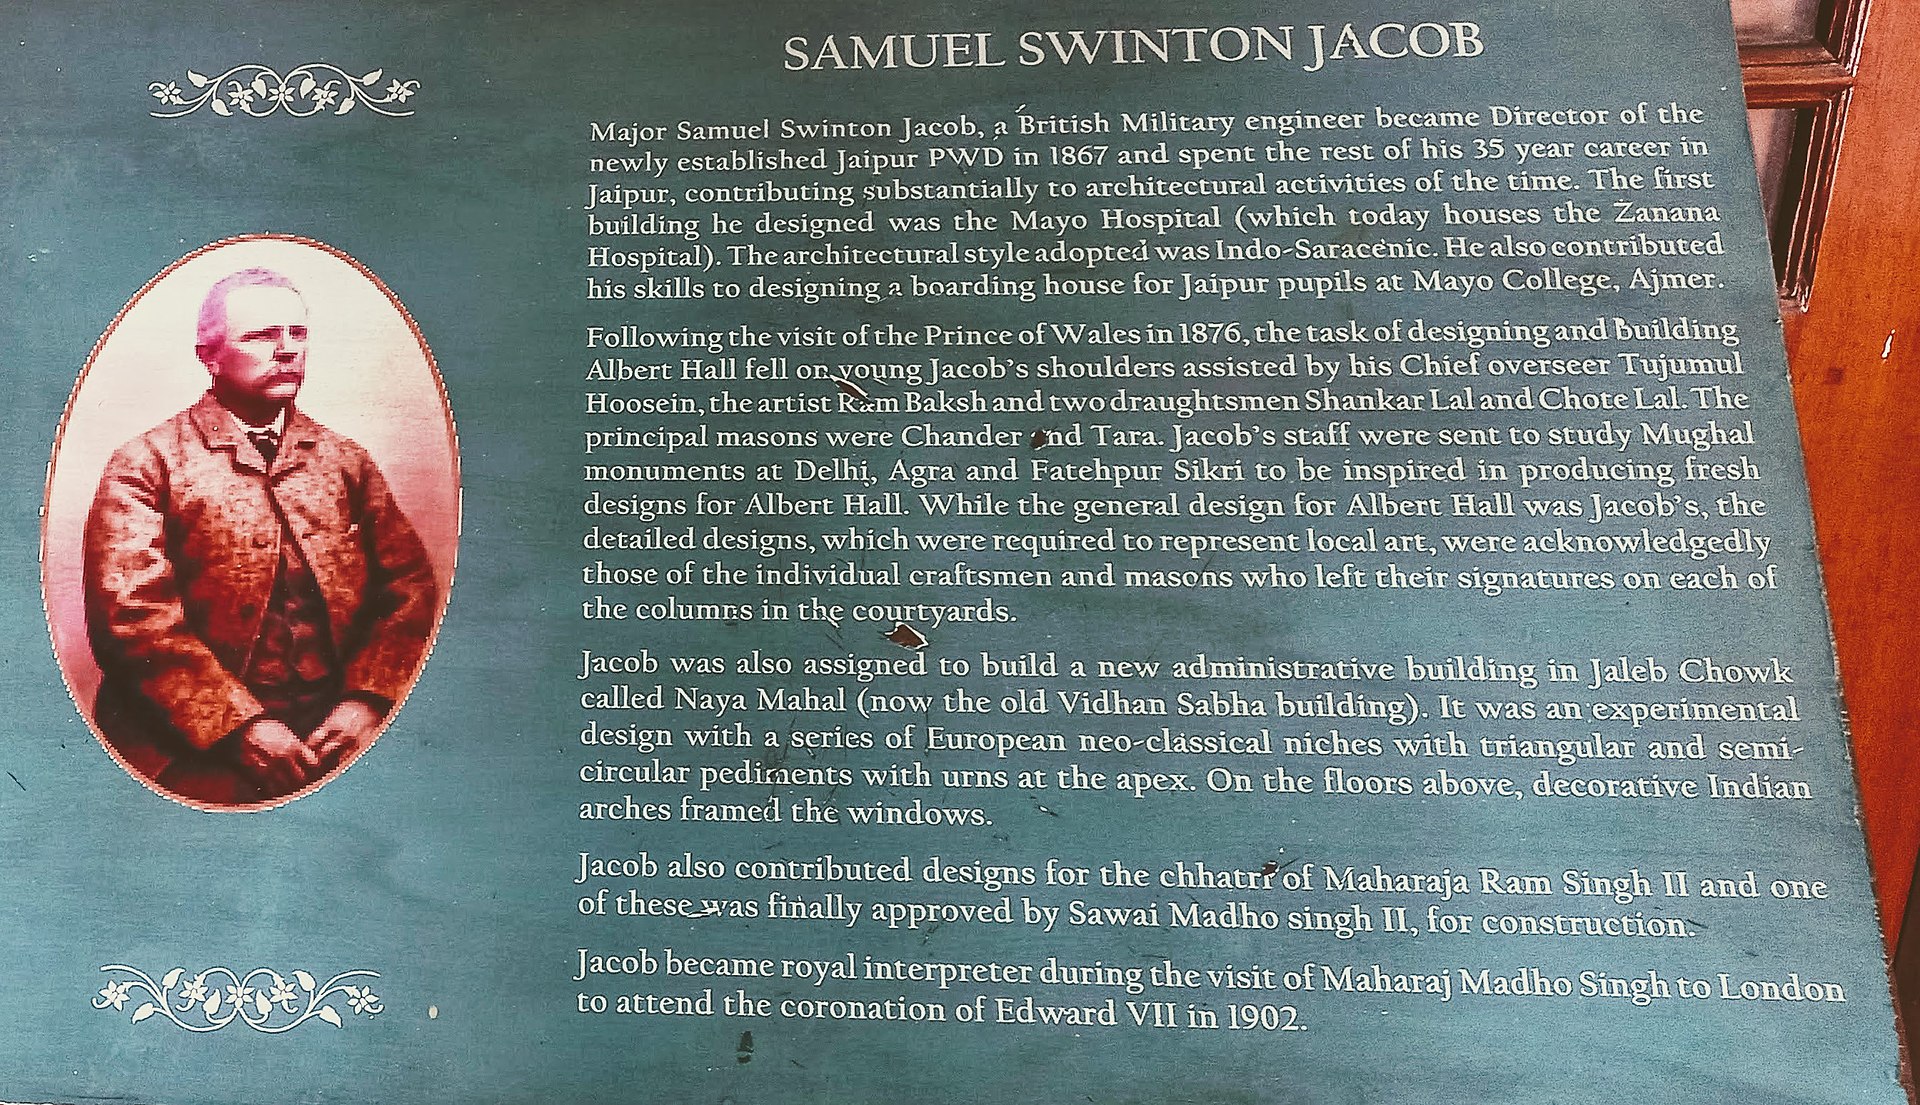 SAMUEL SWINTON JACOB
Major Samuel Swinton Jacob, a British Military engineer became Director of the
newly established Jaipur PWD in 1867 and spent the rest of his 35 year career in
Jaipur, contributing substantially to architectural activities of the time. The first
building he designed was the Mayo Hospital (which today houses the Zanana
Hospital). The architectural style adopted was Indo-Saracenic. He also contributed
his skills to designing a boarding house for Jaipur pupils at Mayo College, Ajmer.
Following the visit of the Prince of Wales in 1876, the task of designing and building
Albert Hall fell on young Jacob's shoulders assisted by his Chief overseer Tujumul
Hoosein, the artist Ram Baksh and two draughtsmen Shankar Lal and Chote Lal. The
principal masons were Chander and Tara. Jacob's staff were sent to study Mughal
monuments at Delhi, Agra and Fatehpur Sikri to be inspired in producing fresh
designs for Albert Hall. While the general design for Albert Hall was Jacob's, the
detailed designs, which were required to represent local art, were acknowledgedly
those of the individual craftsmen and masons who left their signatures on each of
the columns in the courtyards.
Jacob was also assigned to build a new administrative building in Jaleb Chowk
called Naya Mahal (now the old Vidhan Sabha building). It was an experimental
design with a series of European neo-classical niches with triangular and semi-
circular pediments with urns at the apex. On the floors above, decorative Indian
arches framed the windows.
Jacob also contributed designs for the chhatri of Maharaja Ram Singh II and one
of these was finally approved by Sawai Madho singh II, for construction.
Jacob became royal interpreter during the visit of Maharaj Madho Singh to London
to attend the coronation of Edward VII in 1902.